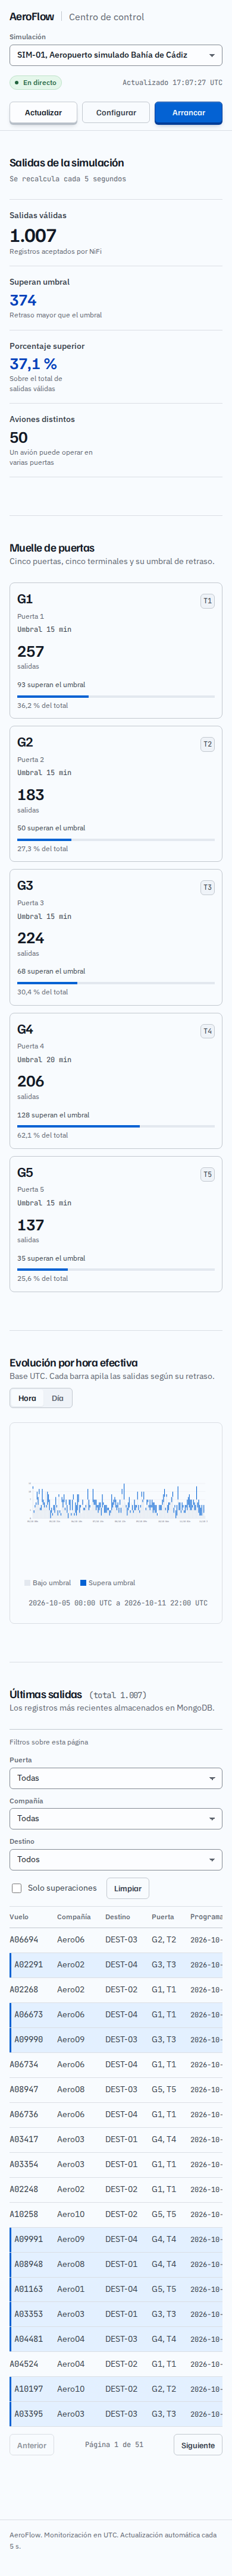 AeroFlow Centro de control
Simulación
SIM-01, Aeropuerto simulado Bahía de Cádiz
En directo Actualizado 17:07:27 UTC
Actualizar Configurar Arrancar
Salidas de la simulación
Se recalcula cada 5 segundos
Salidas válidas
1.007
Registros aceptados por NiFi
Superan umbral
374
Retraso mayor que el umbral
Porcentaje superior
37,1 %
Sobre el total de
salidas válidas
Aviones distintos
50
Un avión puede operar en
varias puertas
Muelle de puertas
Cinco puertas, cinco terminales y su umbral de retraso.
G1 T1
Puerta 1
Umbral 15 min
257
salidas
93 superan el umbral
36,2 % del total
G2 T2
Puerta 2
Umbral 15 min
183
salidas
50 superan el umbral
27,3 % del total
G3 T3
Puerta 3
Umbral 15 min
224
salidas
68 superan el umbral
30,4 % del total
G4 T4
Puerta 4
Umbral 20 min
206
salidas
128 superan el umbral
62,1 % del total
G5 T5
Puerta 5
Umbral 15 min
137
salidas
35 superan el umbral
25,6 % del total
Evolución por hora efectiva
Base UTC. Cada barra apila las salidas según su retraso.
Hora Día
Bajo umbral Supera umbral
2026-10-05 00:00 UTC a 2026-10-11 22:00 UTC
Últimas salidas (total 1.007)
Los registros más recientes almacenados en MongoDB.
Filtros sobre esta página
Puerta
Todas
Compañía
Todas
Destino
Todos
Solo superaciones Limpiar
Vuelo Compañía Destino Puerta Programa
A06694 Aero06 DEST-03 G2, T2 2026-10-
A02291 Aero02 DEST-04 G3, T3 2026-10-
A02268 Aero02 DEST-02 G1, T1 2026-10-
A06673 Aero06 DEST-04 G1, T1 2026-10-
A09990 Aero09 DEST-03 G3, T3 2026-10-
A06734 Aero06 DEST-04 G1, T1 2026-10-
A08947 Aero08 DEST-03 G5, T5 2026-10-
A06736 Aero06 DEST-04 G1, T1 2026-10-
A03417 Aero03 DEST-01 G4, T4 2026-10-
A03354 Aero03 DEST-01 G1, T1 2026-10-
A02248 Aero02 DEST-02 G1, T1 2026-10-
A10258 Aero10 DEST-02 G5, T5 2026-10-
A09991 Aero09 DEST-04 G4, T4 2026-10-
A08948 Aero08 DEST-01 G4, T4 2026-10-
A01163 Aero01 DEST-04 G5, T5 2026-10-
A03353 Aero03 DEST-01 G3, T3 2026-10-
A04481 Aero04 DEST-03 G4, T4 2026-10-
A04524 Aero04 DEST-02 G1, T1 2026-10-
A10197 Aero10 DEST-02 G2, T2 2026-10-
A03395 Aero03 DEST-03 G3, T3 2026-10-
Anterior Página 1 de 51 Siguiente
AeroFlow. Monitorización en UTC. Actualización automática cada
5 s.